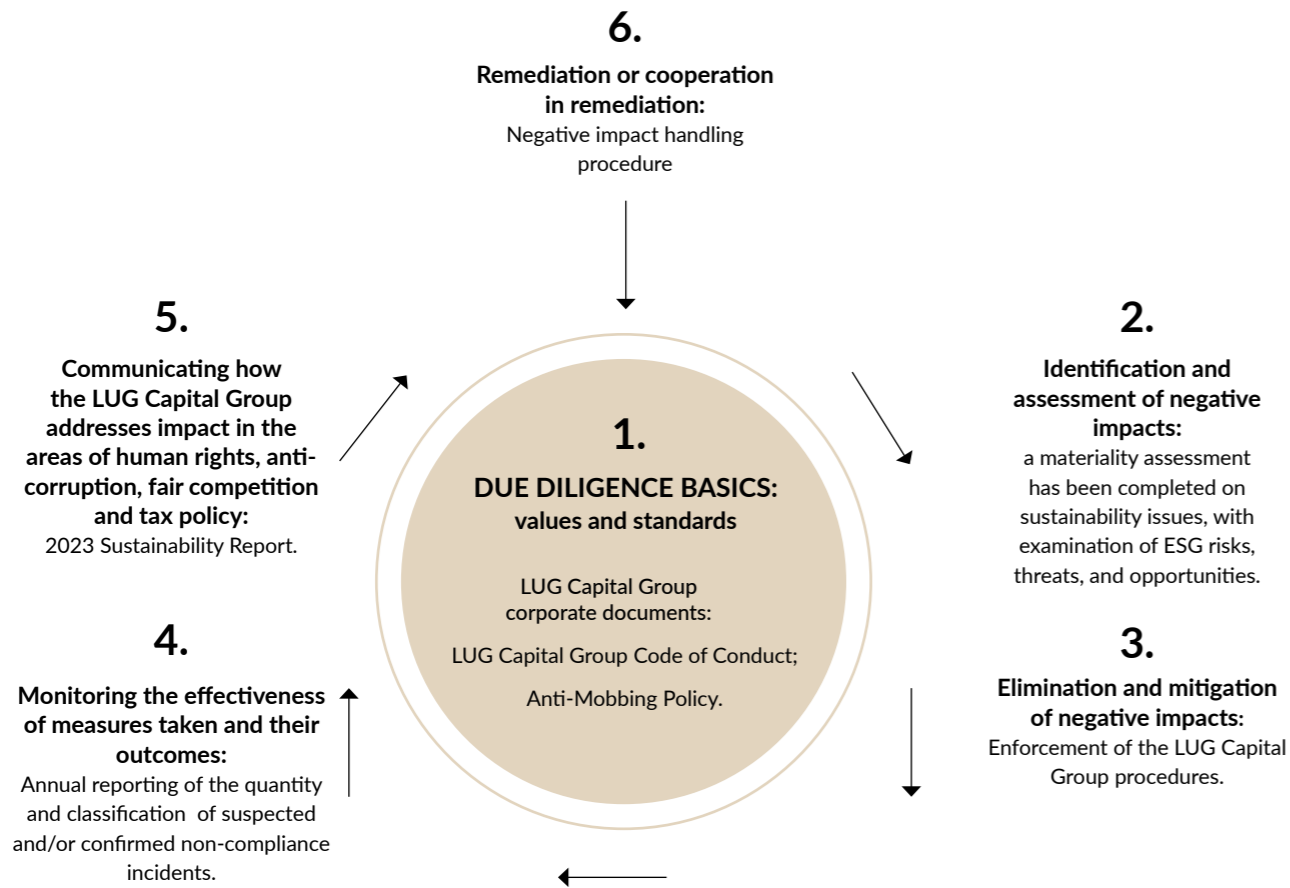 6.
Remediation or cooperation
in remediation:
Negative impact handling
procedure
5.
Communicating how
the LUG Capital Group
addresses impact in the
areas of human rights, anti-
corruption, fair competition
and tax policy:
2023 Sustainability Report.
4.
Monitoring the effectiveness
of measures taken and their
outcomes:
Annual reporting of the quantity
and classification of suspected
and/or confirmed non-compliance
incidents.
1.
DUE DILIGENCE BASICS:
values and standards
LUG Capital Group
corporate documents:
LUG Capital Group Code of Conduct;
Anti-Mobbing Policy.
2.
Identification and
assessment of negative
impacts:
a materiality assessment
has been completed on
sustainability issues, with
examination of ESG risks,
threats, and opportunities.
3.
Elimination and mitigation
of negative impacts:
Enforcement of the LUG Capital
Group procedures.